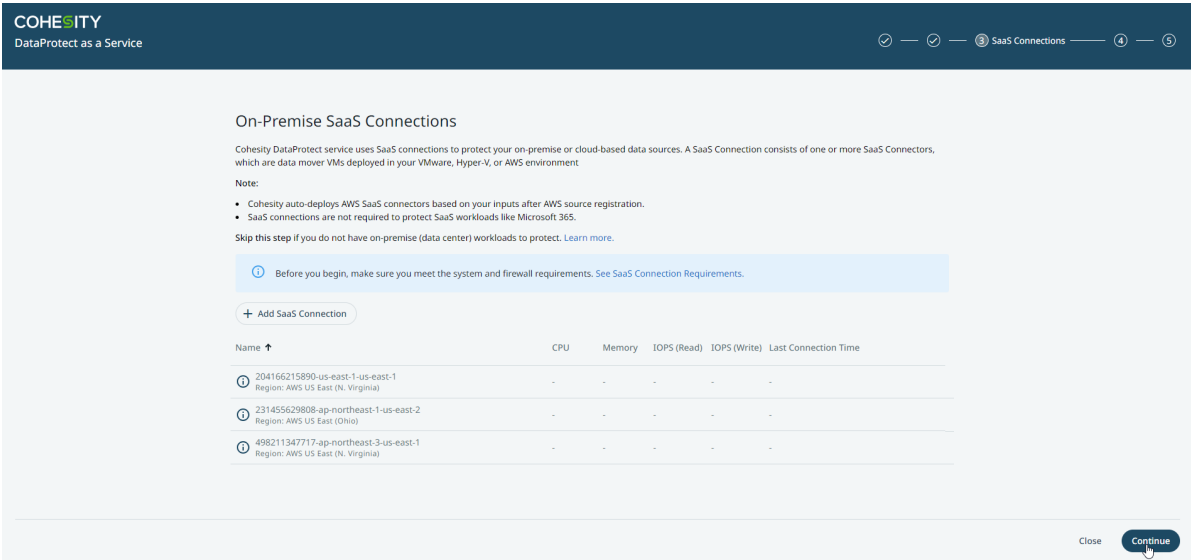 COHESITY
DataProtect as a Service
3 SaaS Connections 4 5
On-Premise SaaS Connections
Cohesity DataProtect service uses SaaS connections to protect your on-premise or cloud-based data sources. A SaaS Connection consists of one or more SaaS Connectors,
which are data mover VMs deployed in your VMware, Hyper-V, or AWS environment
Note:
• Cohesity auto-deploys AWS SaaS connectors based on your inputs after AWS source registration.
• SaaS connections are not required to protect SaaS workloads like Microsoft 365.
Skip this step if you do not have on-premise (data center) workloads to protect. Learn more.
Before you begin, make sure you meet the system and firewall requirements. See SaaS Connection Requirements.
+ Add SaaS Connection
Name ↑ CPU Memory IOPS (Read) IOPS (Write) Last Connection Time
204166215890-us-east-1-us-east-1 - - - - -
Region: AWS US East (N. Virginia)
231455629808-ap-northeast-1-us-east-2 - - - - -
Region: AWS US East (Ohio)
498211347717-ap-northeast-3-us-east-1 - - - - -
Region: AWS US East (N. Virginia)
Close Continue